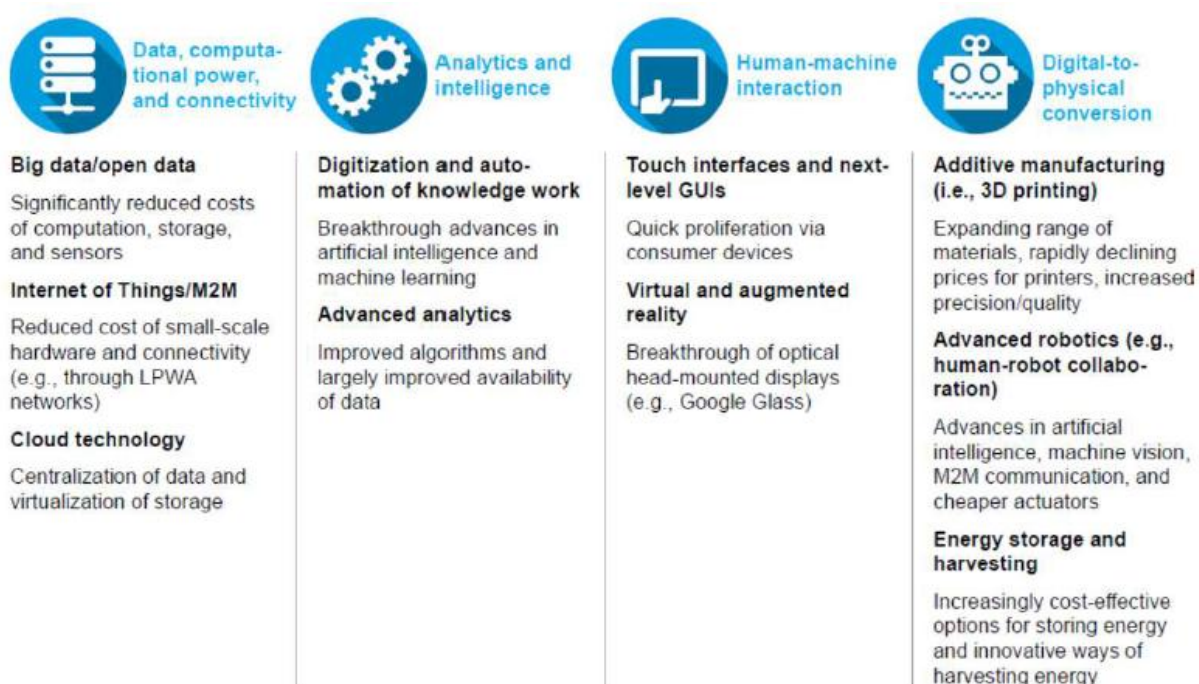 Data, computa-
tional power,
and connectivity
Big data/open data
Significantly reduced costs
of computation, storage,
and sensors
Internet of Things/M2M
Reduced cost of small-scale
hardware and connectivity
(e.g., through LPWA
networks)
Cloud technology
Centralization of data and
virtualization of storage
Analytics and
intelligence
Digitization and auto-
mation of knowledge work
Breakthrough advances in
artificial intelligence and
machine learning
Advanced analytics
Improved algorithms and
largely improved availability
of data
Human-machine
interaction
Touch interfaces and next-
level GUIs
Quick proliferation via
consumer devices
Virtual and augmented
reality
Breakthrough of optical
head-mounted displays
(e.g., Google Glass)
Digital-to-
physical
conversion
Additive manufacturing
(i.e., 3D printing)
Expanding range of
materials, rapidly declining
prices for printers, increased
precision/quality
Advanced robotics (e.g.,
human-robot collabo-
ration)
Advances in artificial
intelligence, machine vision,
M2M communication, and
cheaper actuators
Energy storage and
harvesting
Increasingly cost-effective
options for storing energy
and innovative ways of
harvesting energy